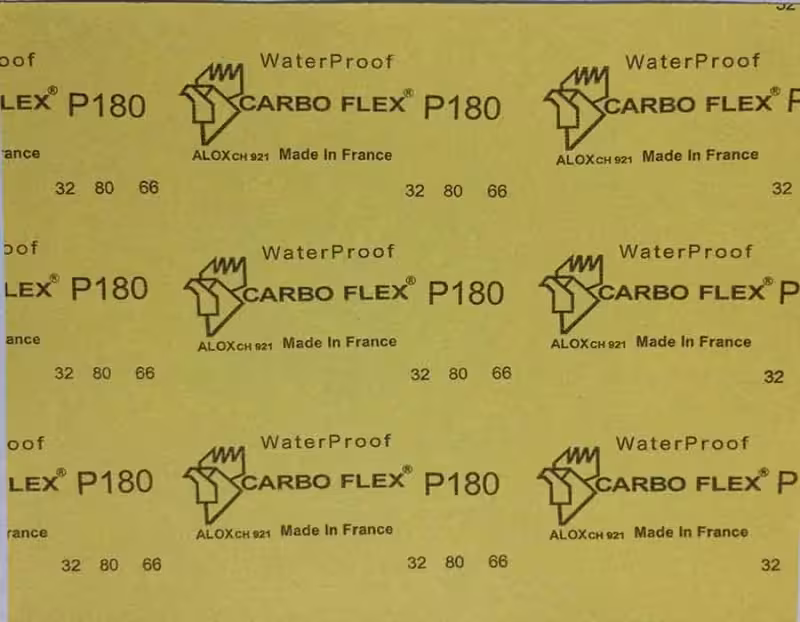 32
oof WaterProof WaterProof
LEX® P180 CARBO FLEX® P180 CARBO FLEX® P
ance ALOXCH 921 Made In France ALOXCH 921 Made In France
32 80 66 32 80 66 32
oof WaterProof WaterProof
LEX® P180 CARBO FLEX® P180 CARBO FLEX® P
ance ALOXCH 921 Made In France ALOXCH 921 Made In France
32 80 66 32 80 66 32
oof WaterProof WaterProof
LEX® P180 CARBO FLEX® P180 CARBO FLEX® P
rance ALOXCH 921 Made In France ALOXCH 921 Made In France
32 80 66 32 80 66 32